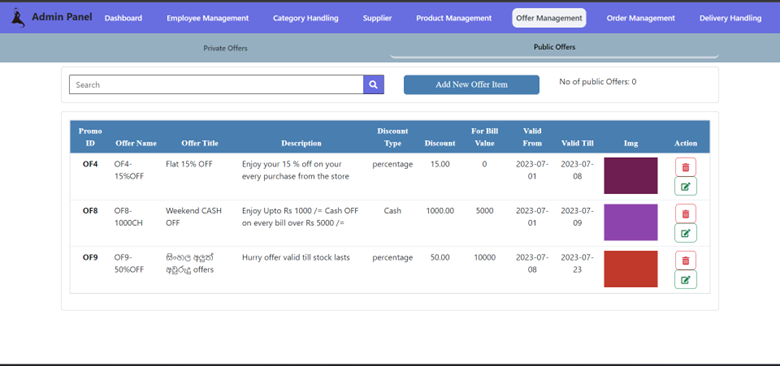 Admin Panel Dashboard Employee Management Category Handling Supplier Product Management Offer Management Order Management Delivery Handling
Private Offers Public Offers
Search Add New Offer Item No of public Offers: 0
Promo Discount For Bill Valid
ID Offer Name Offer Title Description Type Discount Value From Valid Till Img Action
OF4 OF4- Flat 15% OFF Enjoy your 15 % off on your percentage 15.00 0 2023-07- 2023-07-
15%OFF every purchase from the store 01 08
OF8 OF8- Weekend CASH Enjoy Upto Rs 1000 /= Cash OFF Cash 1000.00 5000 2023-07- 2023-07-
1000CH OFF on every bill over Rs 5000 /= 01 09
OF9 OF9- සිංහල අලුත් Hurry offer valid till stock lasts percentage 50.00 10000 2023-07- 2023-07-
50%OFF අවුරුදු offers 08 23